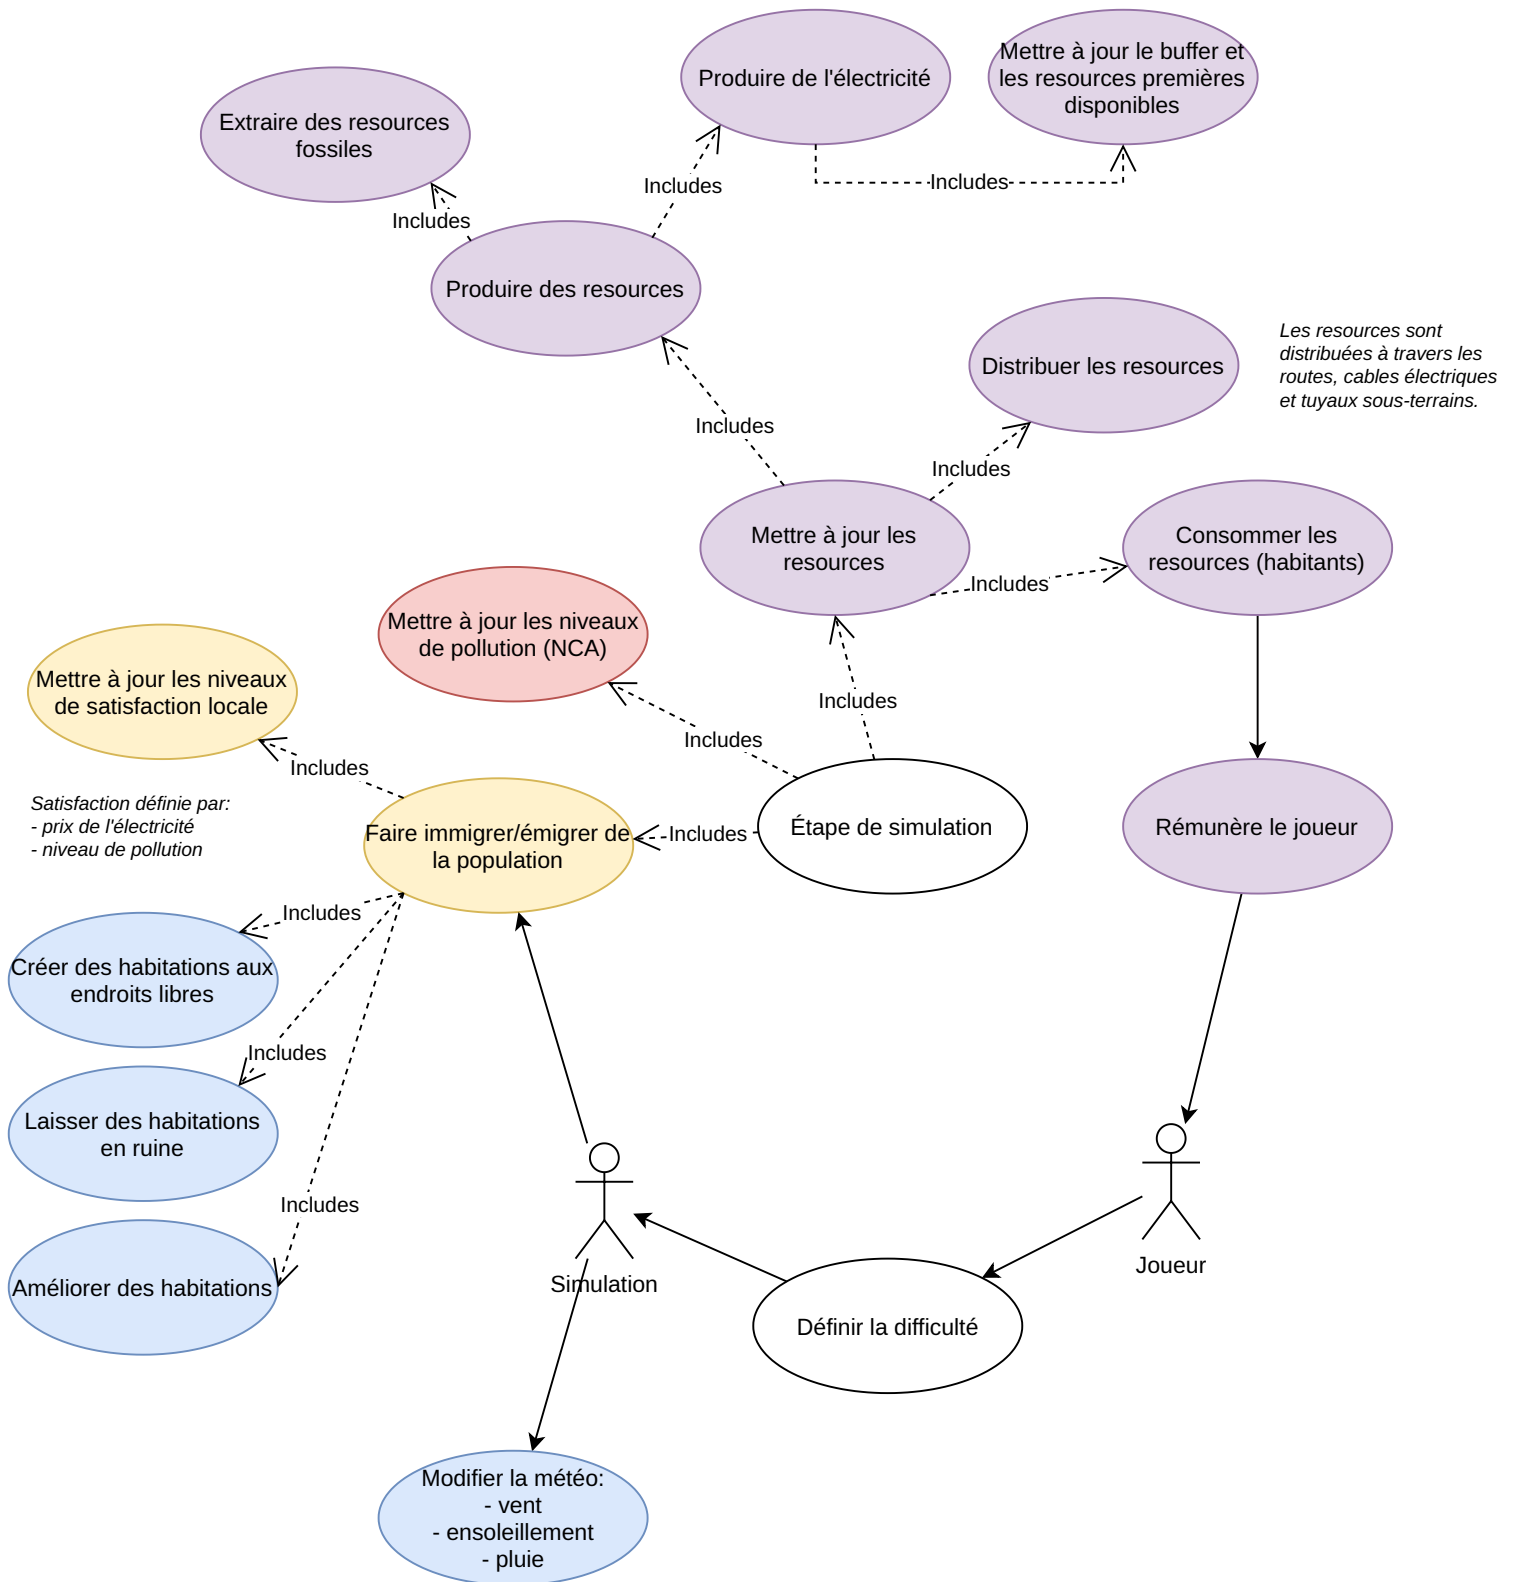 Produire de l'électricité
Mettre à jour le buffer et
les resources premières
disponibles
Extraire des resources
fossiles
Includes
Includes
Includes
Produire des resources
Distribuer les resources
Les resources sont
distribuées à travers les
routes, cables électriques
et tuyaux sous-terrains.
Includes
Includes
Mettre à jour les
resources
Consommer les
resources (habitants)
Includes
Mettre à jour les niveaux
de pollution (NCA)
Mettre à jour les niveaux
de satisfaction locale
Includes
Includes
Includes
Satisfaction définie par:
- prix de l'électricité
- niveau de pollution
Faire immigrer/émigrer de
la population
Includes
Étape de simulation
Rémunère le joueur
Includes
Créer des habitations aux
endroits libres
Includes
Laisser des habitations
en ruine
Includes
Améliorer des habitations
Simulation
Joueur
Définir la difficulté
Modifier la météo:
- vent
- ensoleillement
- pluie